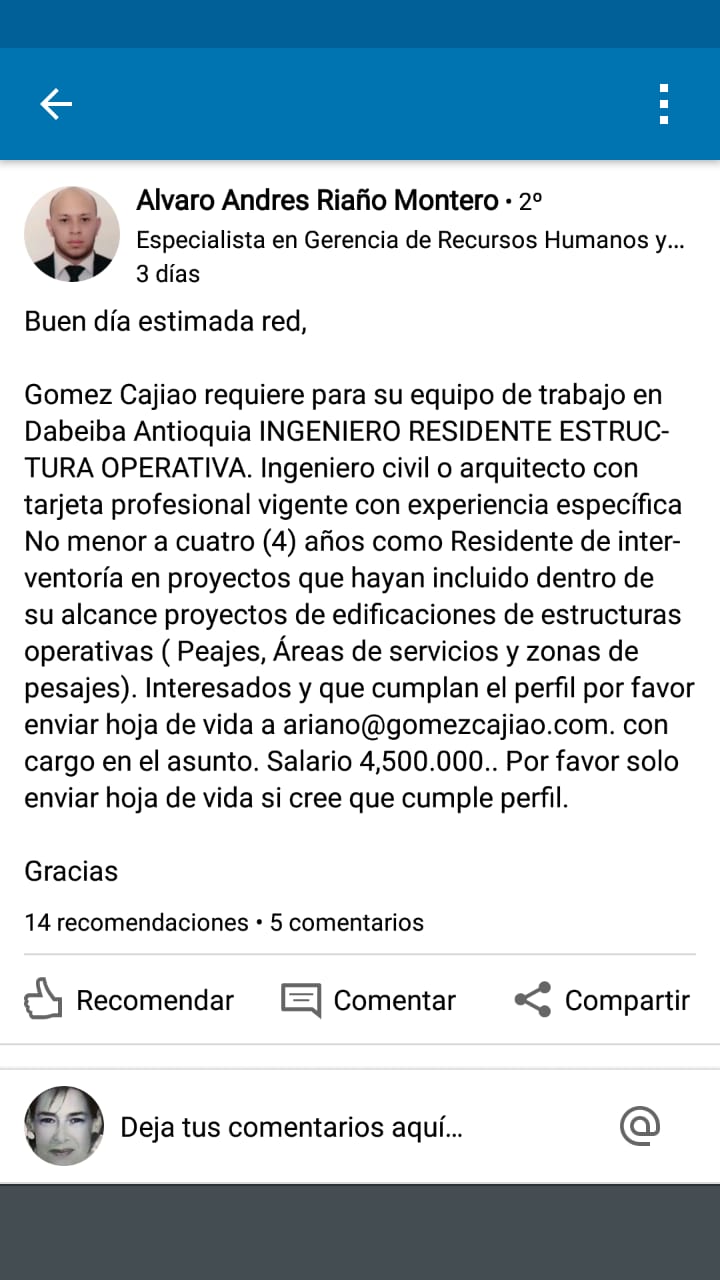 Alvaro Andres Riaño Montero • 2º
Especialista en Gerencia de Recursos Humanos y...
3 días
Buen día estimada red,
Gomez Cajiao requiere para su equipo de trabajo en
Dabeiba Antioquia INGENIERO RESIDENTE ESTRUC-
TURA OPERATIVA. Ingeniero civil o arquitecto con
tarjeta profesional vigente con experiencia específica
No menor a cuatro (4) años como Residente de inter-
ventoría en proyectos que hayan incluido dentro de
su alcance proyectos de edificaciones de estructuras
operativas ( Peajes, Áreas de servicios y zonas de
pesajes). Interesados y que cumplan el perfil por favor
enviar hoja de vida a ariano@gomezcajiao.com. con
cargo en el asunto. Salario 4,500.000.. Por favor solo
enviar hoja de vida si cree que cumple perfil.
Gracias
14 recomendaciones • 5 comentarios
Recomendar Comentar Compartir
Deja tus comentarios aquí... @